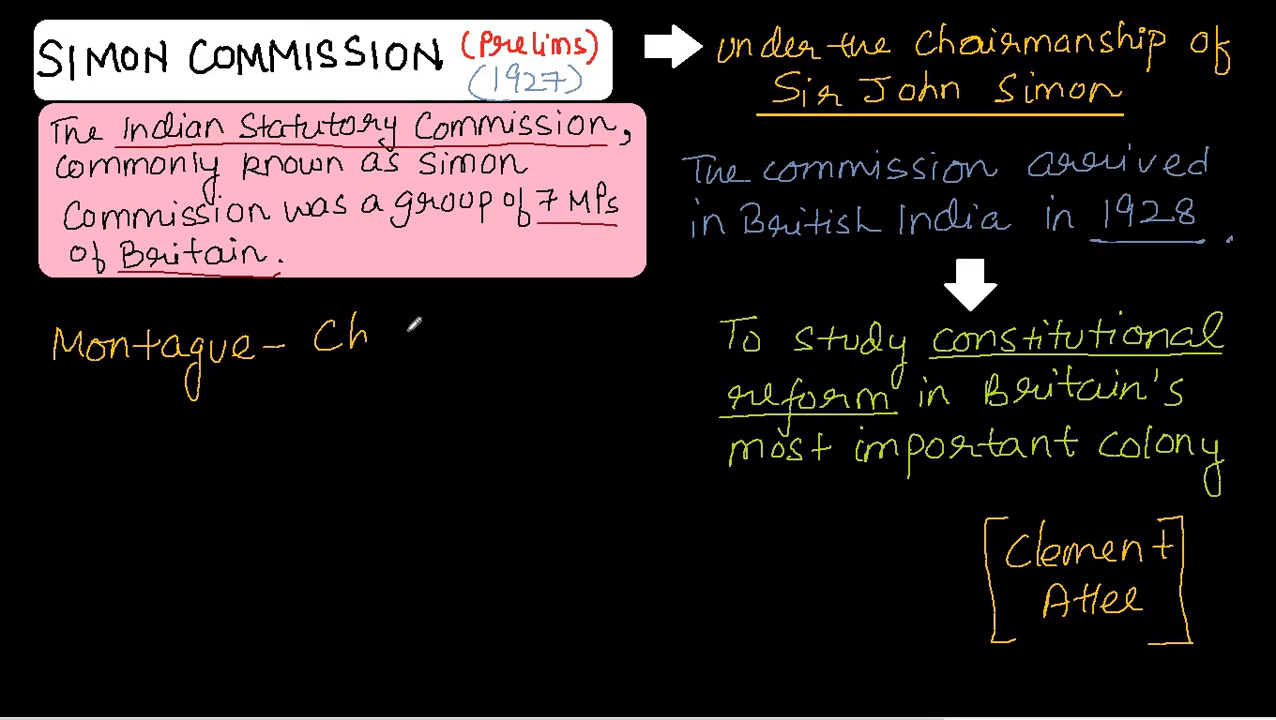 SIMON COMMISSION (Prelims)
(1927)
The Indian Statutory Commission,
commonly known as Simon
Commission was a group of 7 MPs
of Britain.
Montague- Ch
under the Chairmanship of
Sir John Simon
The commission arrived
in British India in 1928.
To study constitutional
reform in Britain's
most important colony
[Clement
Attee]